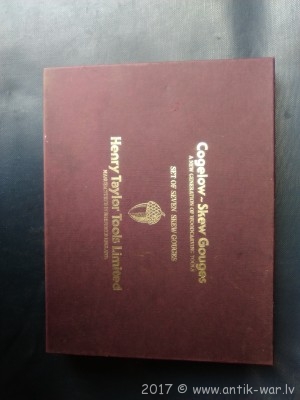 Cogelow-Skew Gouges
A NEW GENERATION OF WOODCARVING TOOLS
SET OF SEVEN SKEW GOUGES
Henry Taylor Tools Limited
2017 © www.antik-war.lv